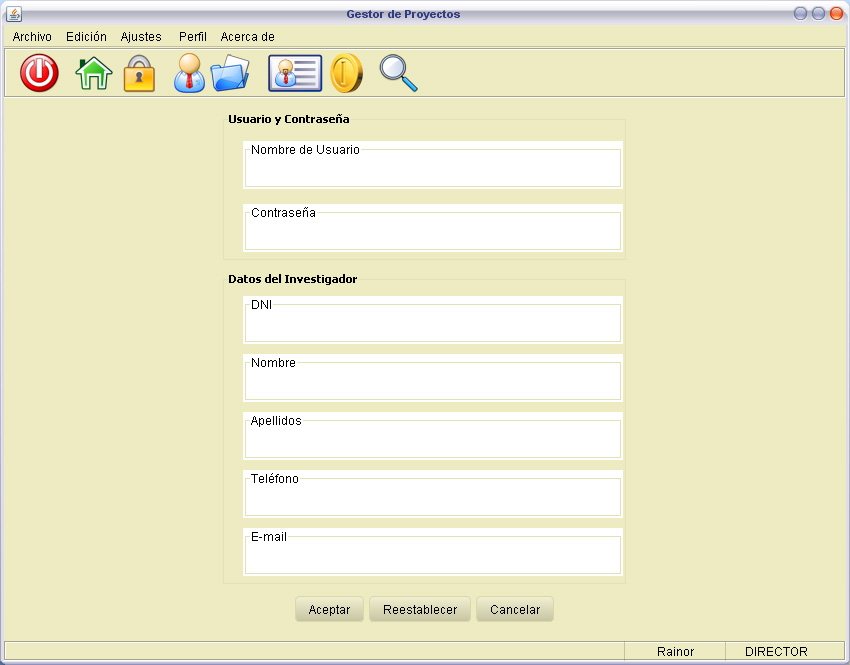 Gestor de Proyectos
Archivo Edición Ajustes Perfil Acerca de
Usuario y Contraseña
Nombre de Usuario
Contraseña
Datos del Investigador
DNI
Nombre
Apellidos
Teléfono
E-mail
Aceptar Reestablecer Cancelar
Rainor DIRECTOR